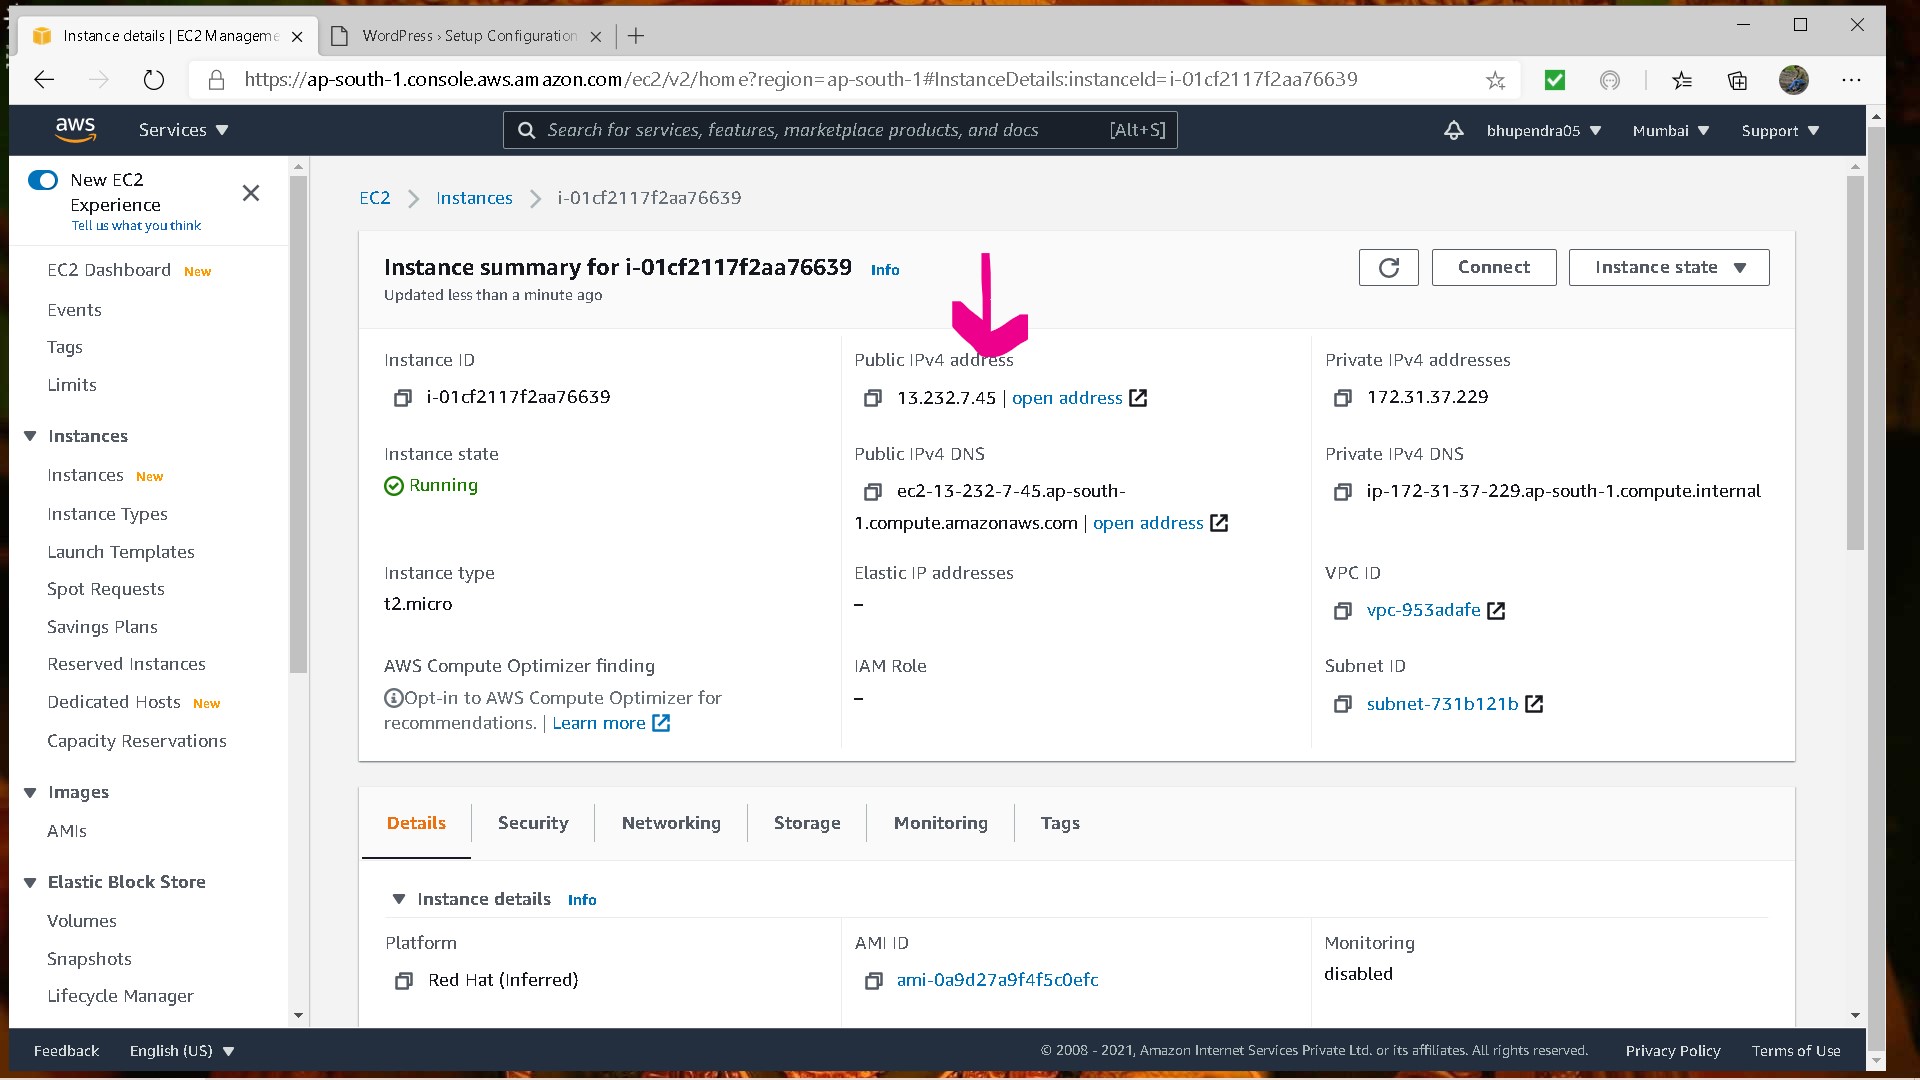 Instance details | EC2 Manageme
WordPress › Setup Configuration
https://ap-south-1.console.aws.amazon.com/ec2/v2/home?region=ap-south-1#InstanceDetails:instanceId=i-01cf2117f2aa76639
aws
Services
Search for services, features, marketplace products, and docs
[Alt+S]
bhupendra05
Mumbai
Support
New EC2
Experience
Tell us what you think
EC2 Dashboard New
Events
Tags
Limits
Instances
Instances New
Instance Types
Launch Templates
Spot Requests
Savings Plans
Reserved Instances
Dedicated Hosts New
Capacity Reservations
Images
AMIs
Elastic Block Store
Volumes
Snapshots
Lifecycle Manager
EC2 > Instances > i-01cf2117f2aa76639
Instance summary for i-01cf2117f2aa76639 Info
Updated less than a minute ago
Connect
Instance state
Instance ID
i-01cf2117f2aa76639
Public IPv4 address
13.232.7.45 | open address
Private IPv4 addresses
172.31.37.229
Instance state
Running
Public IPv4 DNS
ec2-13-232-7-45.ap-south-
1.compute.amazonaws.com | open address
Private IPv4 DNS
ip-172-31-37-229.ap-south-1.compute.internal
Instance type
t2.micro
Elastic IP addresses
–
VPC ID
vpc-953adafe
AWS Compute Optimizer finding
Opt-in to AWS Compute Optimizer for
recommendations. | Learn more
IAM Role
–
Subnet ID
subnet-731b121b
Details
Security
Networking
Storage
Monitoring
Tags
Instance details Info
Platform
Red Hat (Inferred)
AMI ID
ami-0a9d27a9f4f5c0efc
Monitoring
disabled
Feedback
English (US)
© 2008 - 2021, Amazon Internet Services Private Ltd. or its affiliates. All rights reserved.
Privacy Policy
Terms of Use